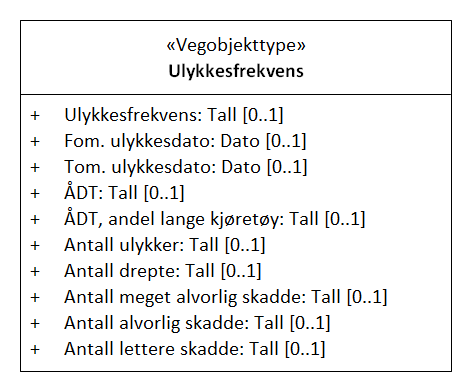 «Vegobjekttype»
Ulykkesfrekvens
+ Ulykkesfrekvens: Tall [0..1]
+ Fom. ulykkesdato: Dato [0..1]
+ Tom. ulykkesdato: Dato [0..1]
+ ÅDT: Tall [0..1]
+ ÅDT, andel lange kjøretøy: Tall [0..1]
+ Antall ulykker: Tall [0..1]
+ Antall drepte: Tall [0..1]
+ Antall meget alvorlig skadde: Tall [0..1]
+ Antall alvorlig skadde: Tall [0..1]
+ Antall lettere skadde: Tall [0..1]